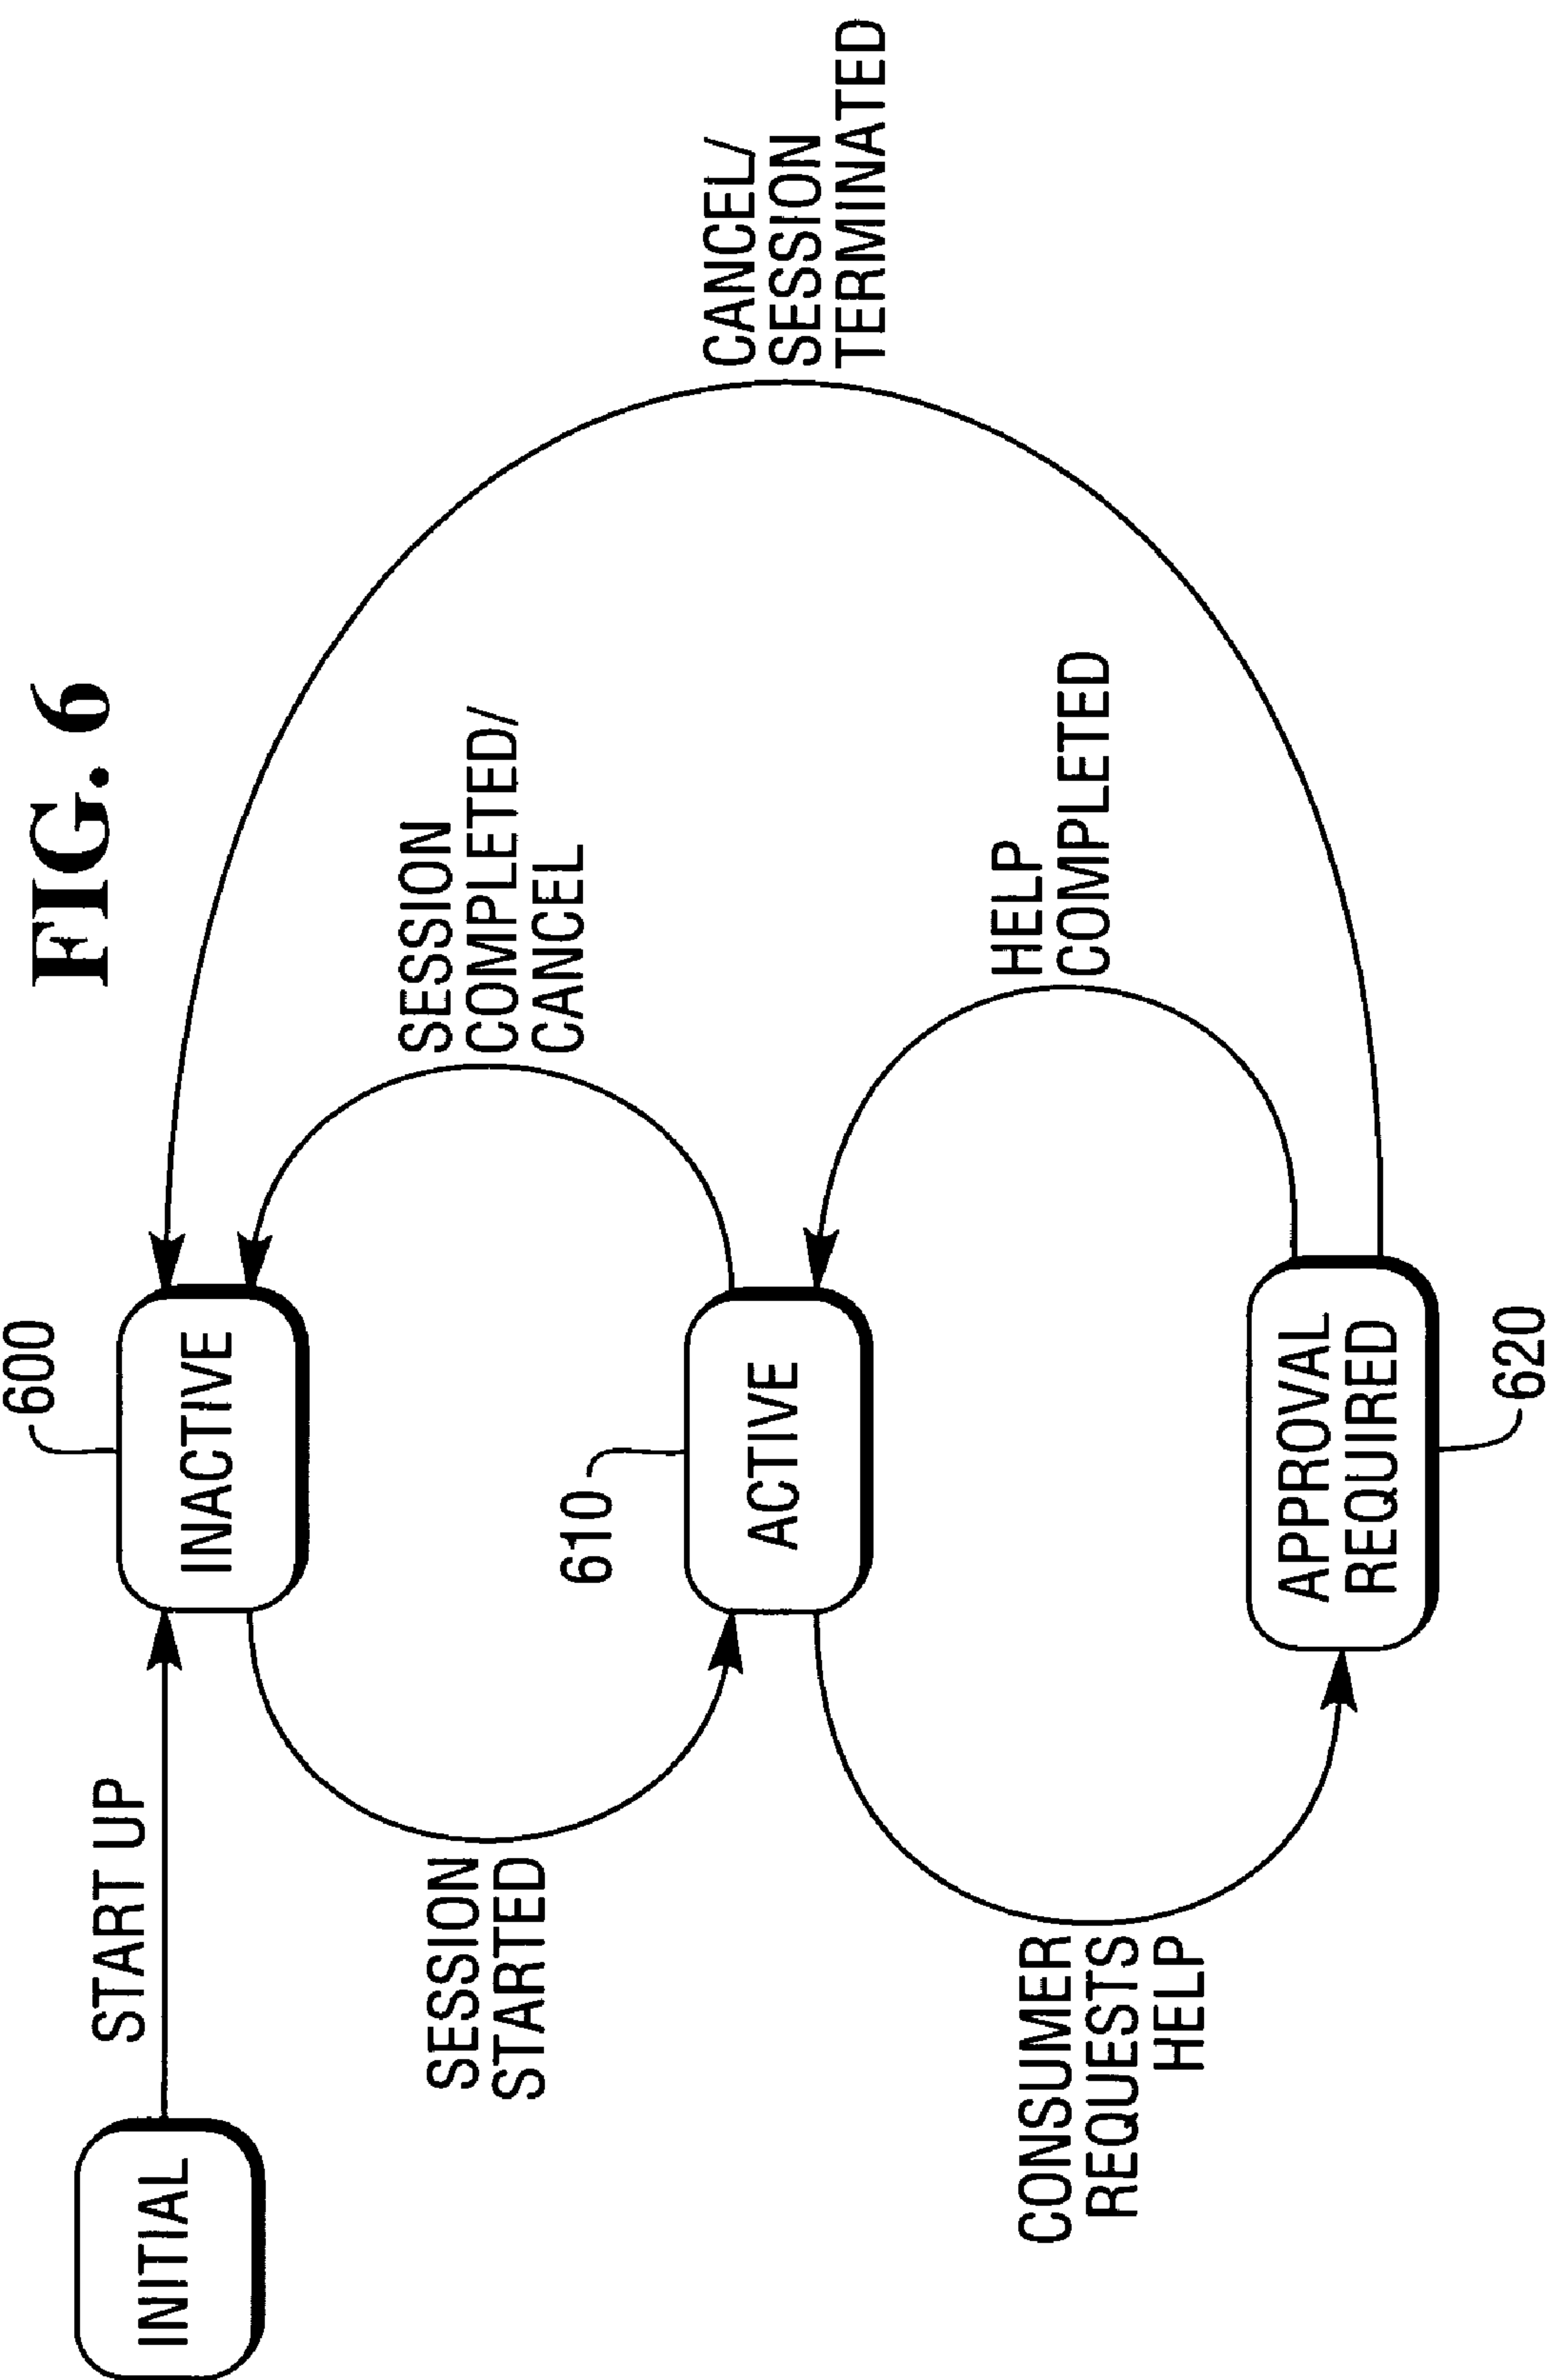 FIG. 6
INITIAL
START UP
600
INACTIVE
SESSION
STARTED
SESSION
COMPLETED/
CANCEL
610
ACTIVE
CANCEL/
SESSION
TERMINATED
CONSUMER
REQUESTS
HELP
HELP
COMPLETED
APPROVAL
REQUIRED
620